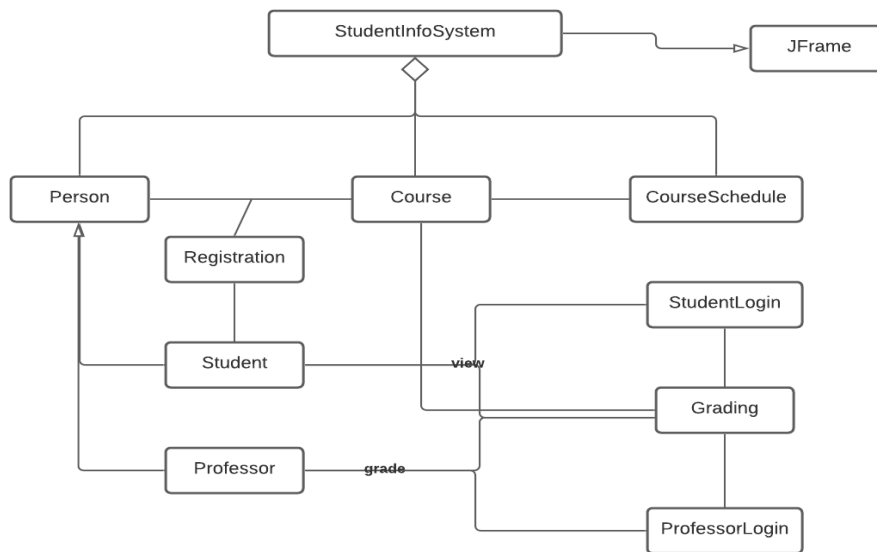 StudentInfoSystem
JFrame
Person
Course
CourseSchedule
Registration
StudentLogin
Student
view
Grading
Professor
grade
ProfessorLogin